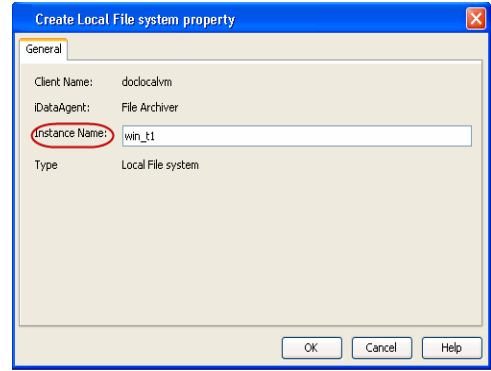 Create Local File system property
General
Client Name: doclocalvm
iDataAgent: File Archiver
Instance Name: win_t1
Type Local File system
OK Cancel Help